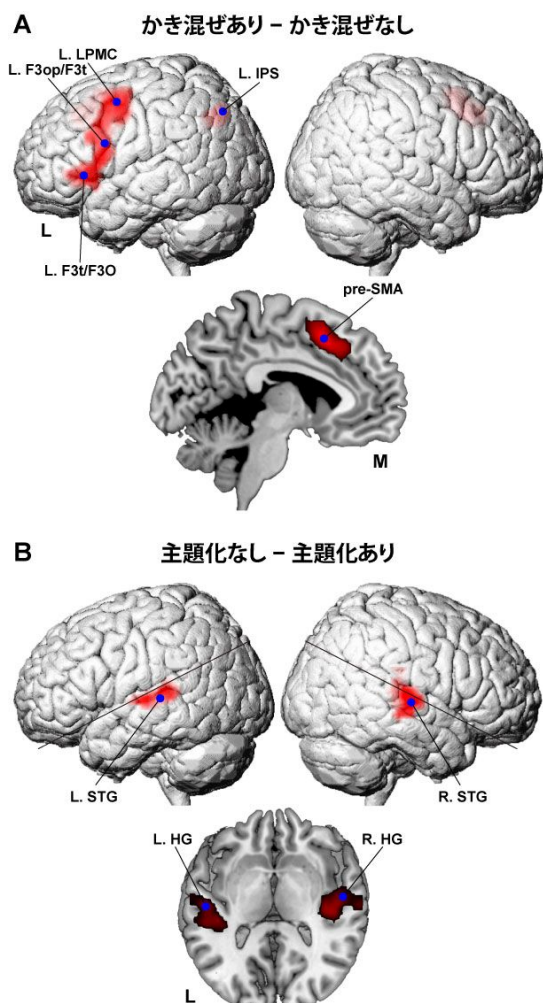 A かき混ぜあり – かき混ぜなし
L. LPMC
L. F3op/F3t
L. IPS
L
L. F3t/F3O
pre-SMA
M
B 主題化なし – 主題化あり
L. STG
R. STG
L. HG
R. HG
L